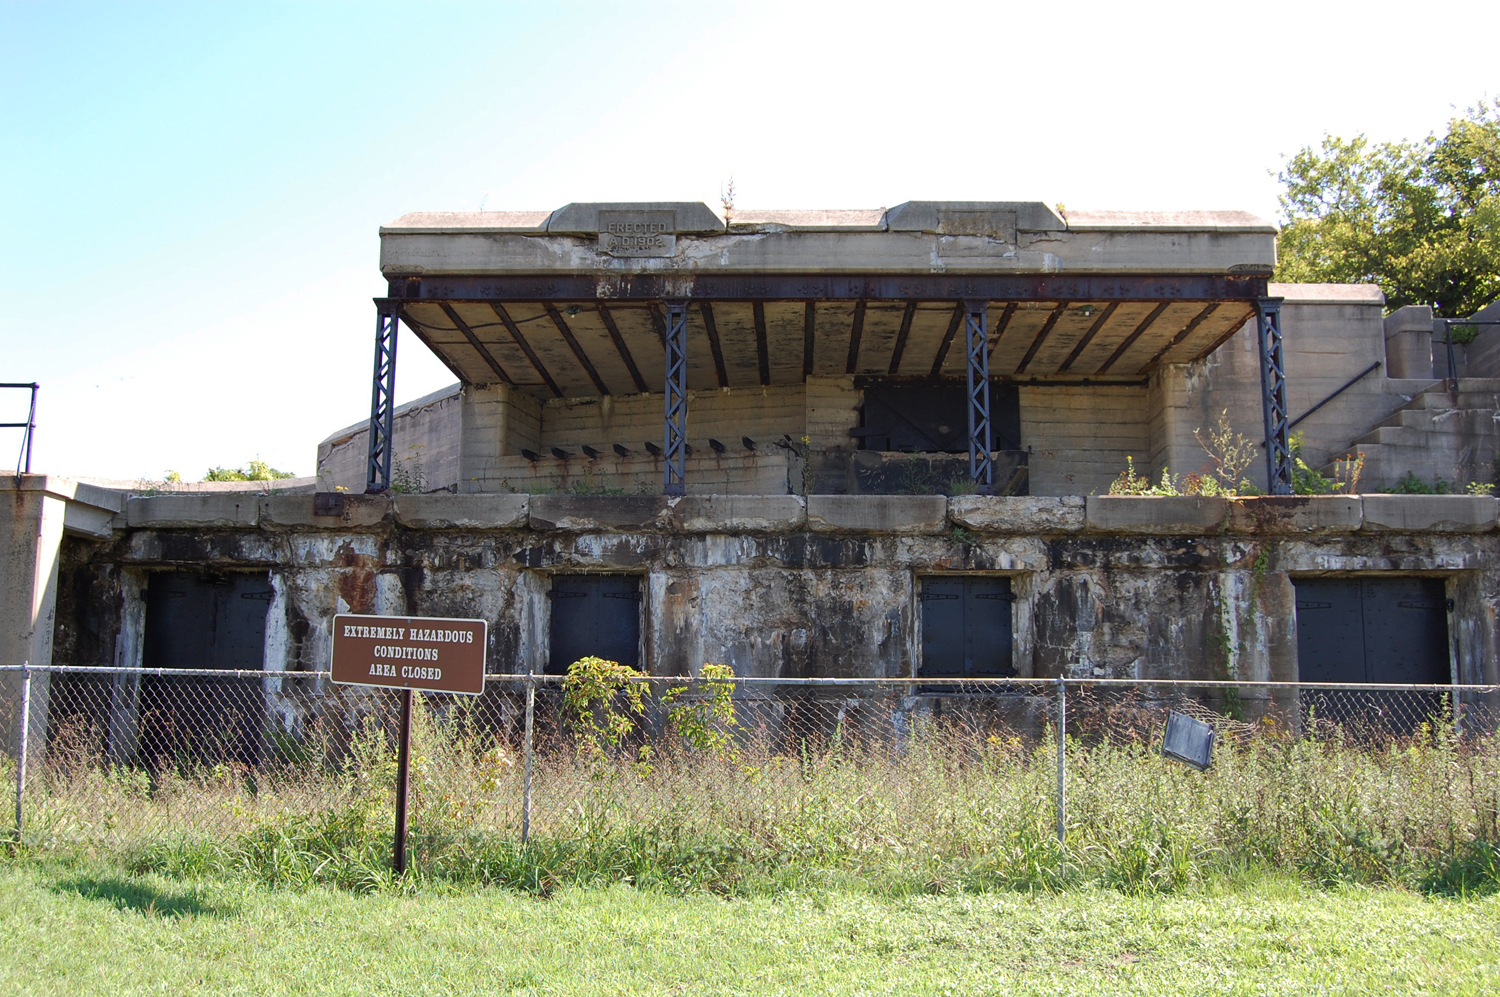 ERECTED
A.D. 1902
EXTREMELY HAZARDOUS
CONDITIONS
AREA CLOSED